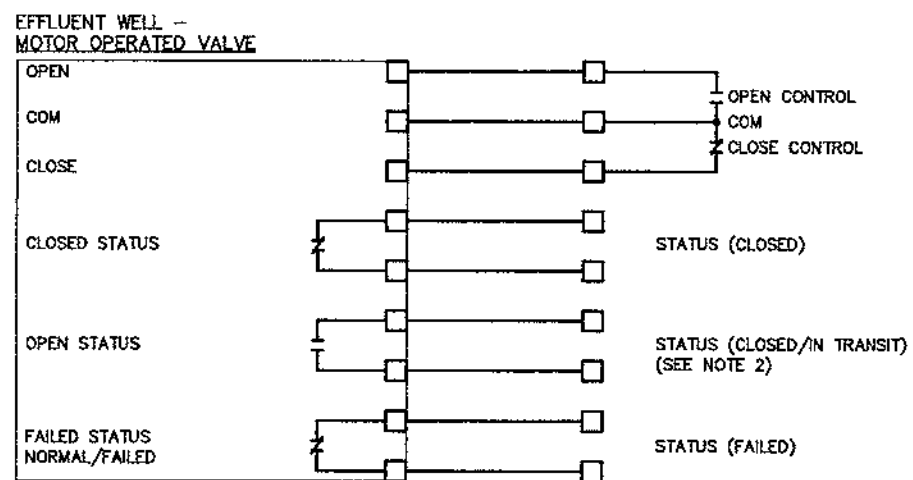 EFFLUENT WELL –
MOTOR OPERATED VALVE
OPEN
COM
CLOSE
OPEN CONTROL
COM
CLOSE CONTROL
CLOSED STATUS
STATUS (CLOSED)
OPEN STATUS
STATUS (CLOSED/IN TRANSIT)
(SEE NOTE 2)
FAILED STATUS
NORMAL/FAILED
STATUS (FAILED)